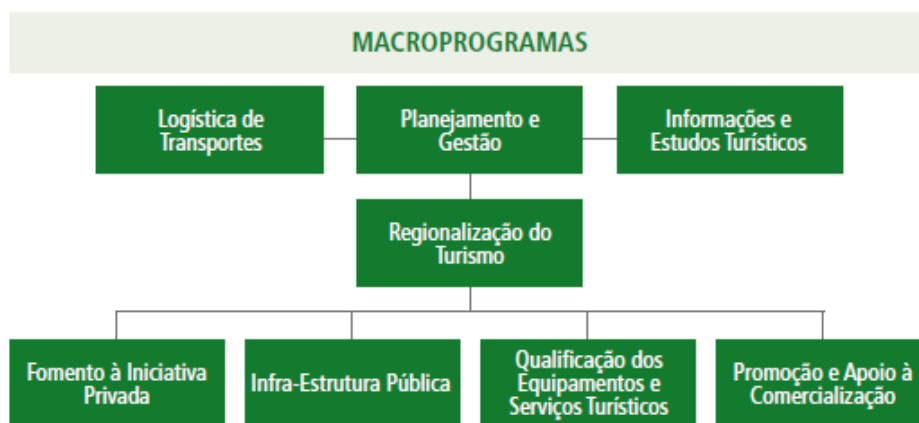 MACROPROGRAMAS
Logística de
Transportes
Planejamento e
Gestão
Informações e
Estudos Turísticos
Regionalização do
Turismo
Fomento à Iniciativa
Privada
Infra-Estrutura Pública
Qualificação dos
Equipamentos e
Serviços Turísticos
Promoção e Apoio à
Comercialização